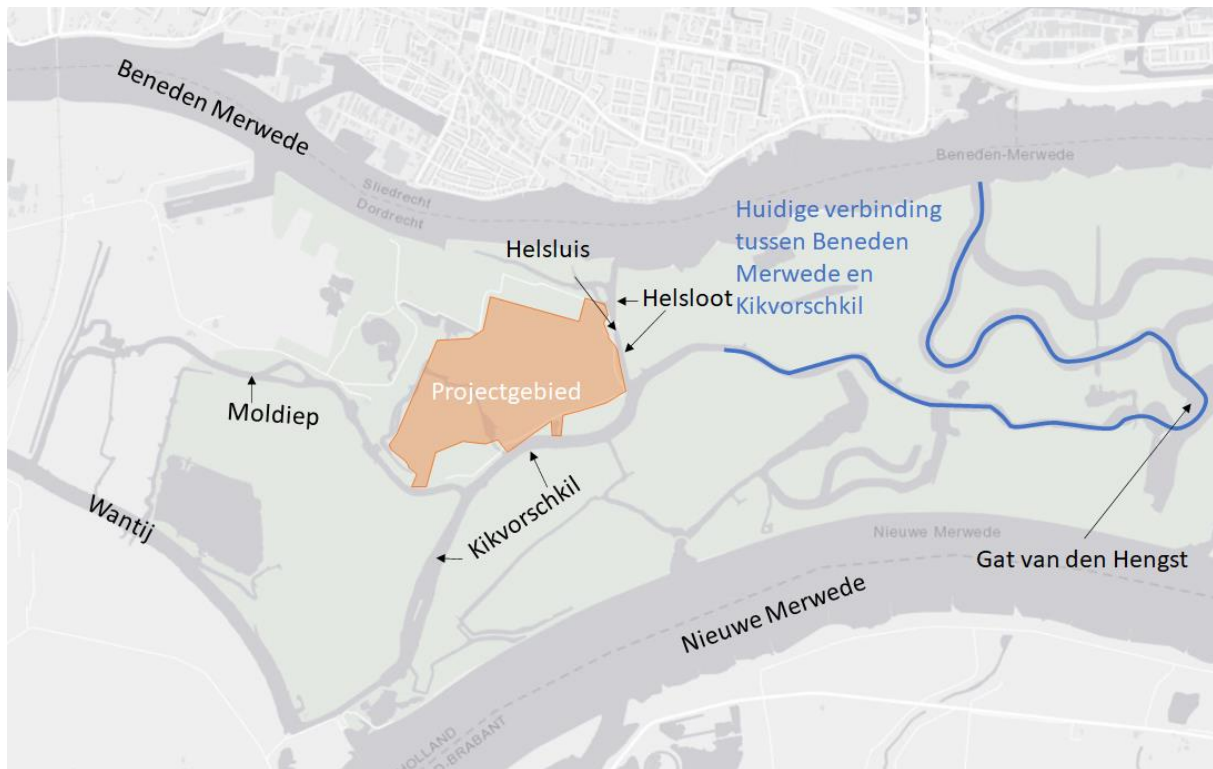 Beneden Merwede
Sliedrecht
Dordrecht
Beneden-Merwede
Huidige verbinding
tussen Beneden
Merwede en
Kikvorschkil
Helsluis
Helsloot
Projectgebied
Moldiep
Wantij
Kikvorschkil
Nieuwe Merwede
Gat van den Hengst
Nieuwe Merwede
HOLLAND
D-BRABANT